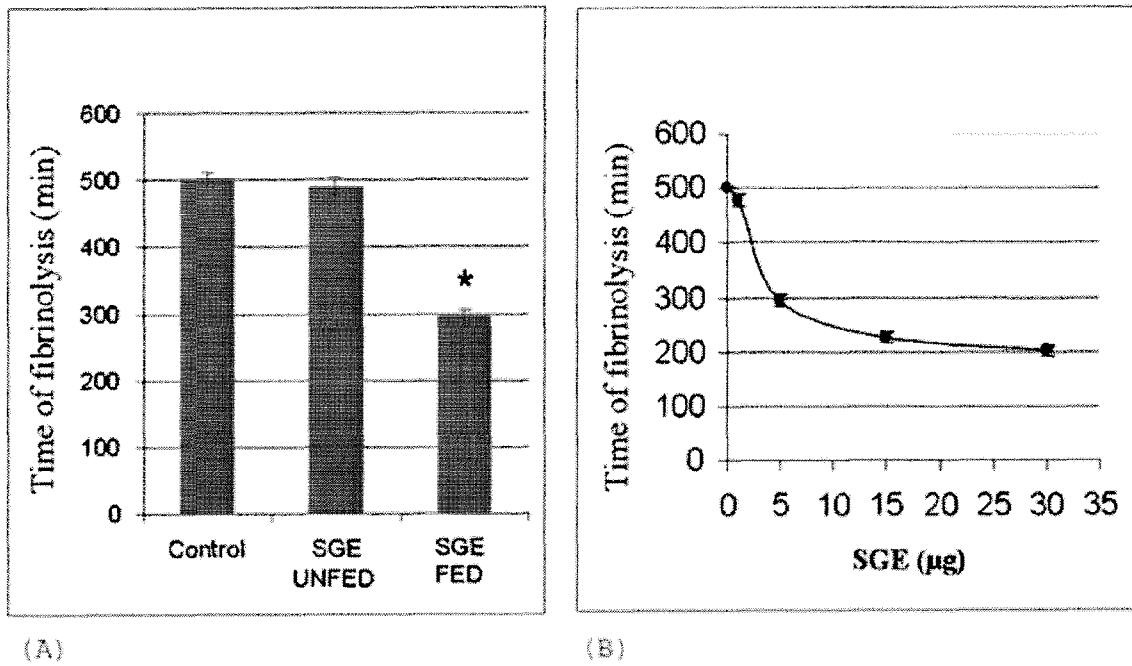 600
500
400
300
200
100
0
Time of fibrinolysis (min)
*
Control
SGE UNFED
SGE FED
(A)
600
500
400
300
200
100
0
Time of fibrinolysis (min)
0 5 10 15 20 25 30 35
SGE (µg)
(B)